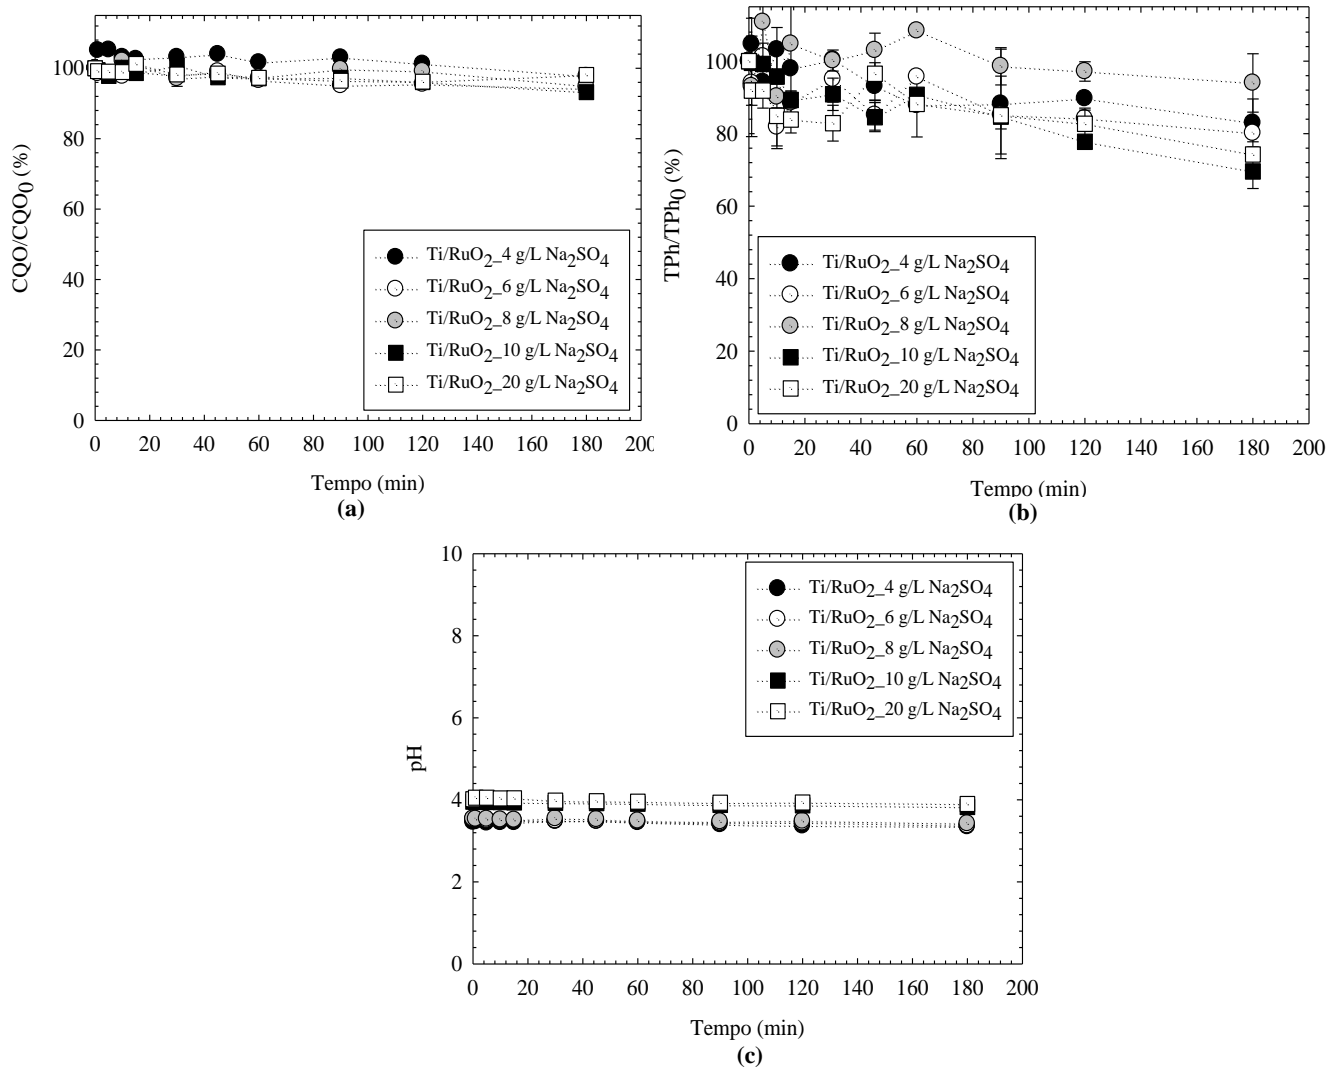 CQO/CQO0 (%)
100
80
60
40
20
0
Ti/RuO2_4 g/L Na2SO4
Ti/RuO2_6 g/L Na2SO4
Ti/RuO2_8 g/L Na2SO4
Ti/RuO2_10 g/L Na2SO4
Ti/RuO2_20 g/L Na2SO4
0 20 40 60 80 100 120 140 160 180 200
Tempo (min)
(a)
TPh/TPh0 (%)
100
80
60
40
20
0
Ti/RuO2_4 g/L Na2SO4
Ti/RuO2_6 g/L Na2SO4
Ti/RuO2_8 g/L Na2SO4
Ti/RuO2_10 g/L Na2SO4
Ti/RuO2_20 g/L Na2SO4
0 20 40 60 80 100 120 140 160 180 200
Tempo (min)
(b)
pH
10
8
6
4
2
0
Ti/RuO2_4 g/L Na2SO4
Ti/RuO2_6 g/L Na2SO4
Ti/RuO2_8 g/L Na2SO4
Ti/RuO2_10 g/L Na2SO4
Ti/RuO2_20 g/L Na2SO4
0 20 40 60 80 100 120 140 160 180 200
Tempo (min)
(c)